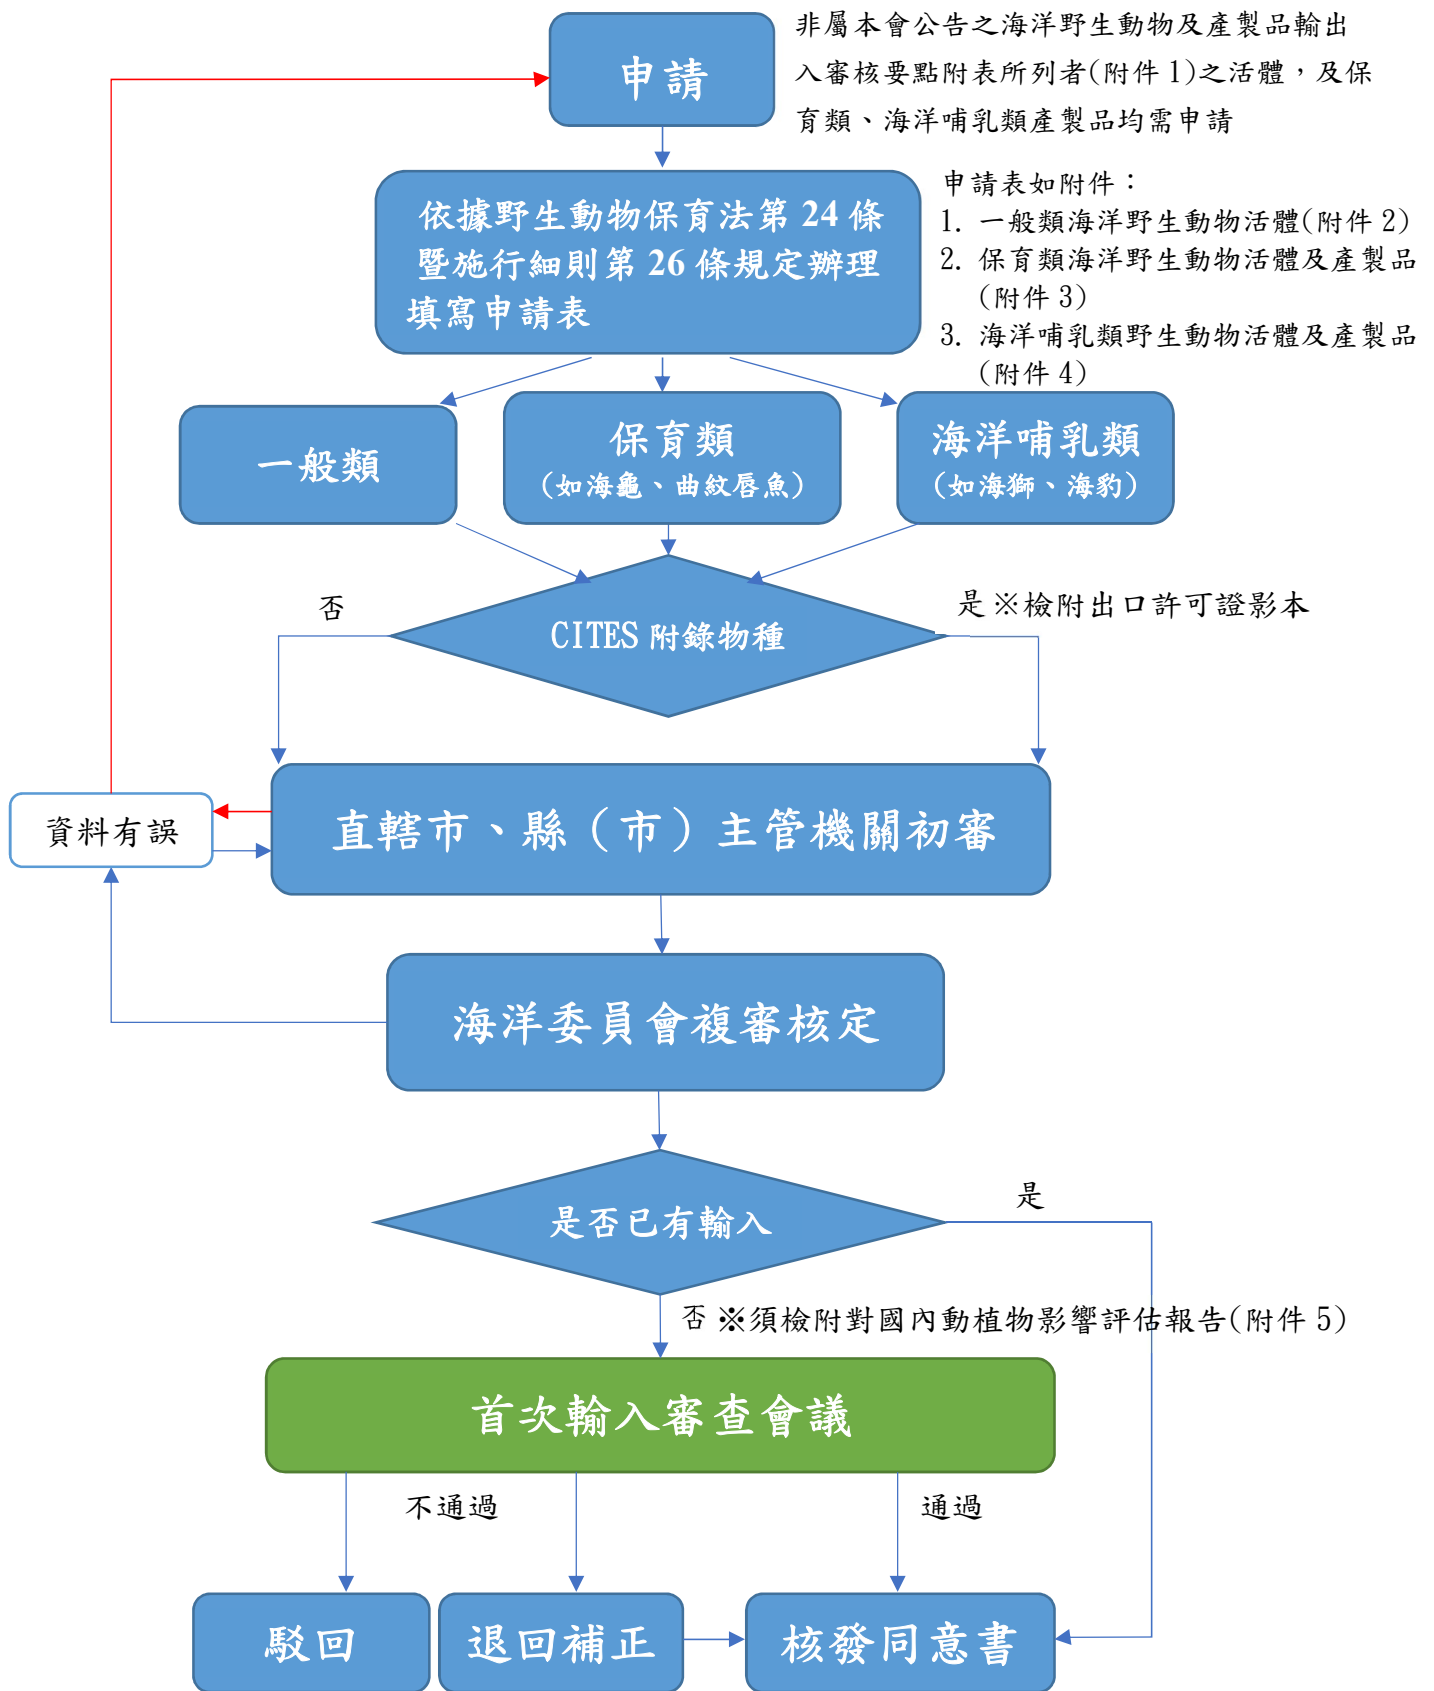 申請
非屬本會公告之海洋野生動物及產製品輸出
入審核要點附表所列者(附件1)之活體，及保
育類、海洋哺乳類產製品均需申請
依據野生動物保育法第 24 條
暨施行細則第 26 條規定辦理
填寫申請表
申請表如附件：
1. 一般類海洋野生動物活體(附件 2)
2. 保育類海洋野生動物活體及產製品
(附件 3)
3. 海洋哺乳類野生動物活體及產製品
(附件 4)
一般類
保育類
(如海龜、曲紋唇魚)
海洋哺乳類
(如海獅、海豹)
否
是※檢附出口許可證影本
CITES 附錄物種
資料有誤
直轄市、縣（市）主管機關初審
海洋委員會複審核定
是否已有輸入
是
否 ※須檢附對國內動植物影響評估報告(附件 5)
首次輸入審查會議
不通過
通過
駁回
退回補正
核發同意書